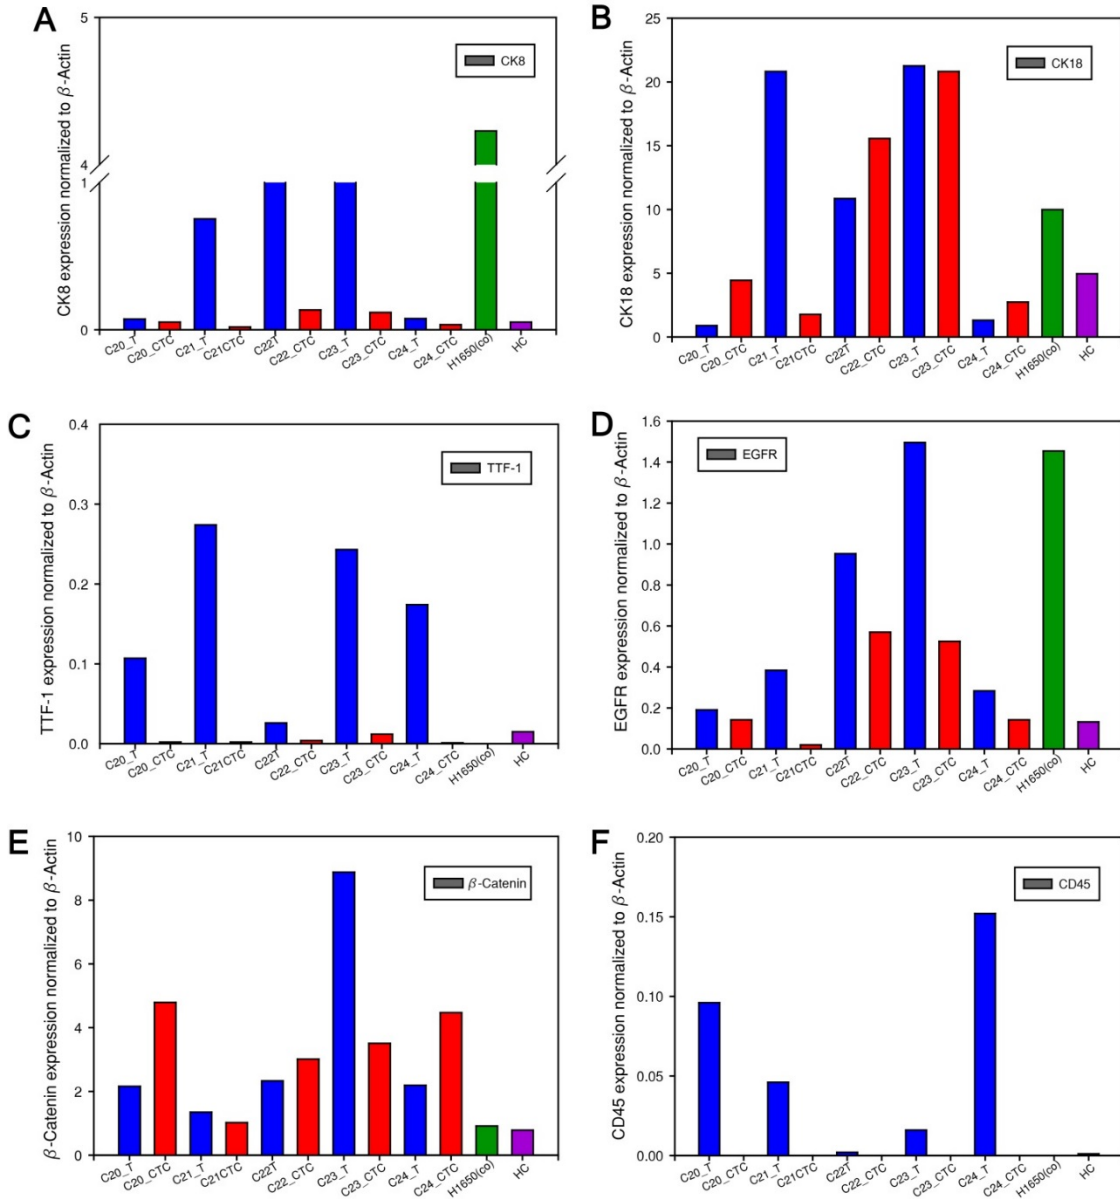 A
CK8 expression normalized to β-Actin
5
4
1
0
CK8
C20_T
C20_CTC
C21_T
C21CTC
C22T
C22_CTC
C23_T
C23_CTC
C24_T
C24_CTC
H1650(co)
HC
B
CK18 expression normalized to β-Actin
25
20
15
10
5
0
CK18
C20_T
C20_CTC
C21_T
C21CTC
C22T
C22_CTC
C23_T
C23_CTC
C24_T
C24_CTC
H1650(co)
HC
C
TTF-1 expression normalized to β-Actin
0.4
0.3
0.2
0.1
0.0
TTF-1
C20_T
C20_CTC
C21_T
C21CTC
C22T
C22_CTC
C23_T
C23_CTC
C24_T
C24_CTC
H1650(co)
HC
D
EGFR expression normalized to β-Actin
1.6
1.4
1.2
1.0
0.8
0.6
0.4
0.2
0.0
EGFR
C20_T
C20_CTC
C21_T
C21CTC
C22T
C22_CTC
C23_T
C23_CTC
C24_T
C24_CTC
H1650(co)
HC
E
β-Catenin expression normalized to β-Actin
10
8
6
4
2
0
β-Catenin
C20_T
C20_CTC
C21_T
C21CTC
C22T
C22_CTC
C23_T
C23_CTC
C24_T
C24_CTC
H1650(co)
HC
F
CD45 expression normalized to β-Actin
0.20
0.15
0.10
0.05
0.00
CD45
C20_T
C20_CTC
C21_T
C21CTC
C22T
C22_CTC
C23_T
C23_CTC
C24_T
C24_CTC
H1650(co)
HC